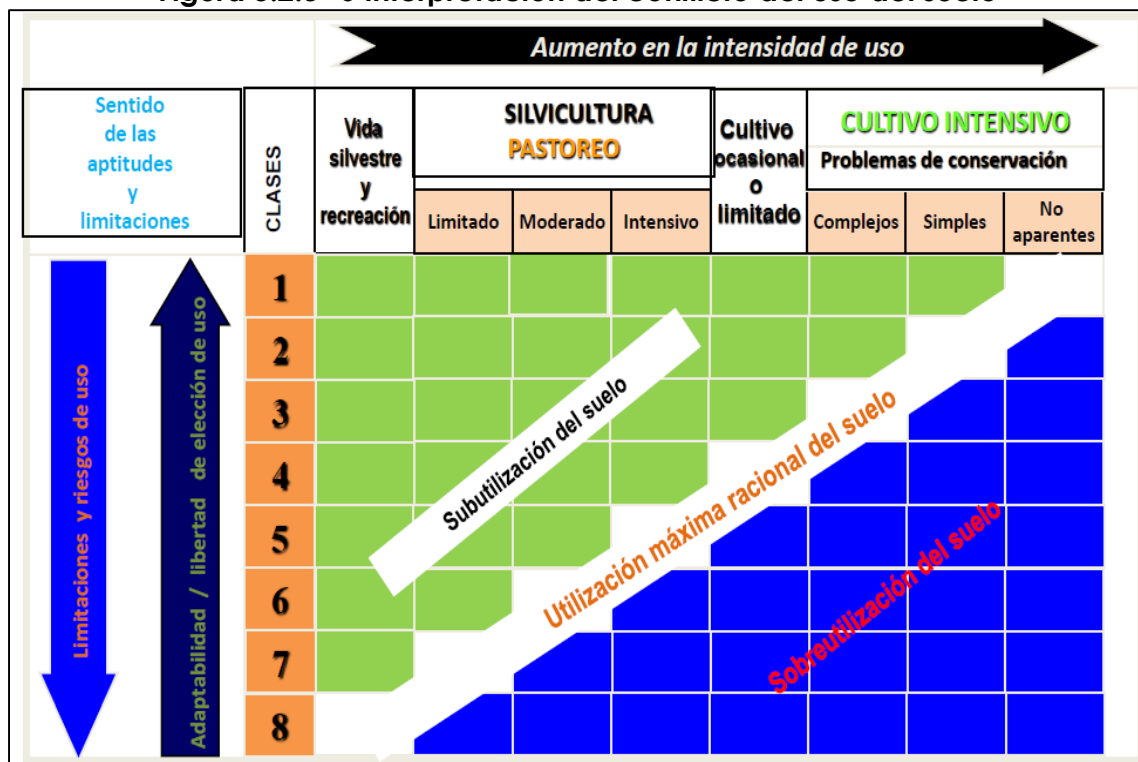 Aumento en la intensidad de uso
Sentido
de las
aptitudes
y
limitaciones
CLASES
Vida
silvestre
y
recreación
SILVICULTURA
PASTOREO
Limitado
Moderado
Intensivo
Cultivo
ocasional
o
limitado
CULTIVO INTENSIVO
Problemas de conservación
Complejos
Simples
No
aparentes
Limitaciones y riesgos de uso
Adaptabilidad / libertad de elección de uso
1
2
3
4
5
6
7
8
Subutilización del suelo
Utilización máxima racional del suelo
Sobreutilización del suelo